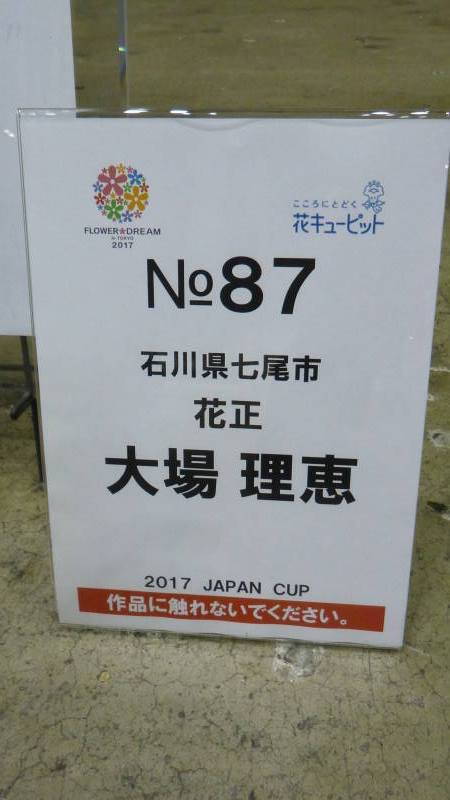 FLOWER★DREAM
in TOKYO
2017
こころにとどく
花キューピット
№87
石川県七尾市
花正
大場 理恵
2017 JAPAN CUP
作品に触れないでください。